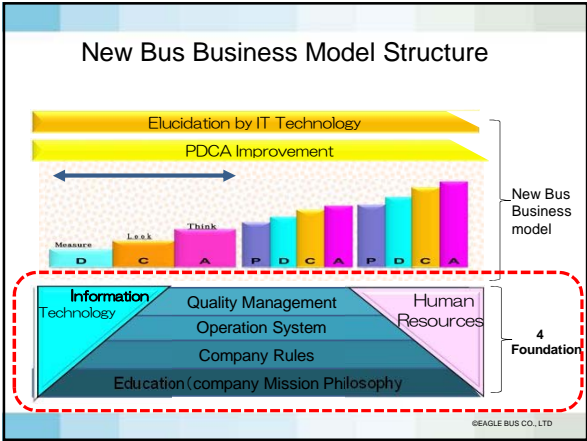 New Bus Business Model Structure
Elucidation by IT Technology
PDCA Improvement
Measure
Look
Think
D
C
A
P
D
C
A
P
D
C
A
New Bus
Business
model
Information
Technology
Quality Management
Operation System
Company Rules
Education(company Mission Philosophy
Human
Resources
4
Foundation
©EAGLE BUS CO., LTD